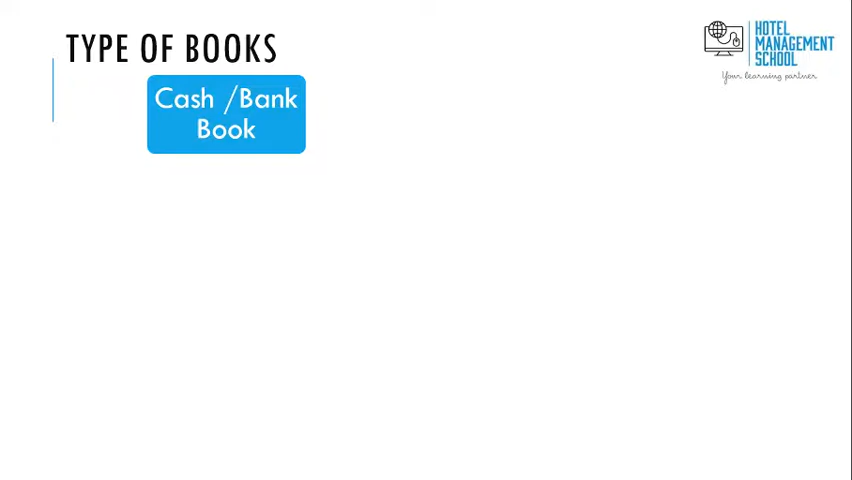 TYPE OF BOOKS
Cash /Bank
Book
HOTEL
MANAGEMENT
SCHOOL
Your learning partner